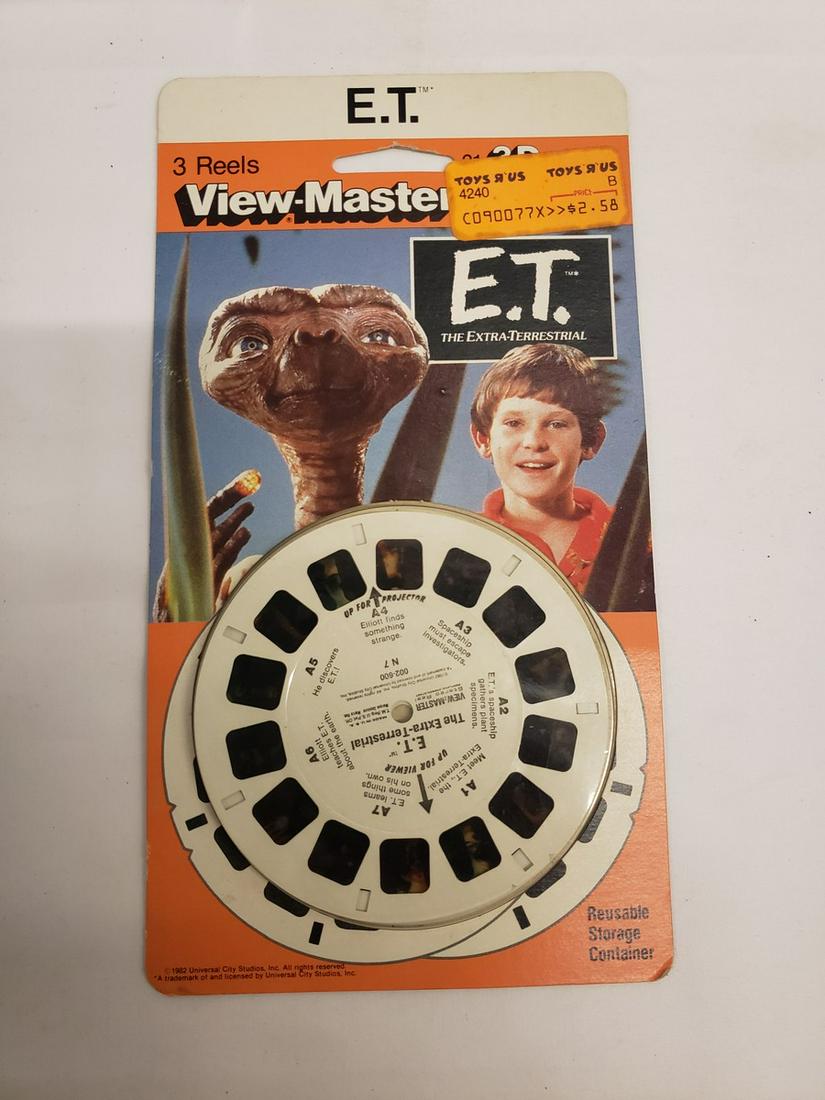 E.T.™*
3 Reels
3D
View-Master
®
TOYS "R" US TOYS "R" US
4240 PRICE B
C090077X>>$2.58
E.T.™*
THE EXTRA-TERRESTRIAL
UP FOR PROJECTOR
A4
Elliott finds
something
strange.
A3
Spaceship
must escape
investigators.
A5
He discovers
E.T.!
N 7
002-600
A2
E.T.'s spaceship
gathers plant
specimens.
VIEW-MASTER
The Extra-Terrestrial
E.T.
™
A6
Elliott
teaches E.T.
about the earth.
A1
Meet E.T., the
Extra-Terrestrial.
UP FOR VIEWER
A7
E.T. learns
some things
on his own.
Reusable
Storage
Container
©1982 Universal City Studios, Inc. All rights reserved.
*A trademark of and licensed by Universal City Studios, Inc.